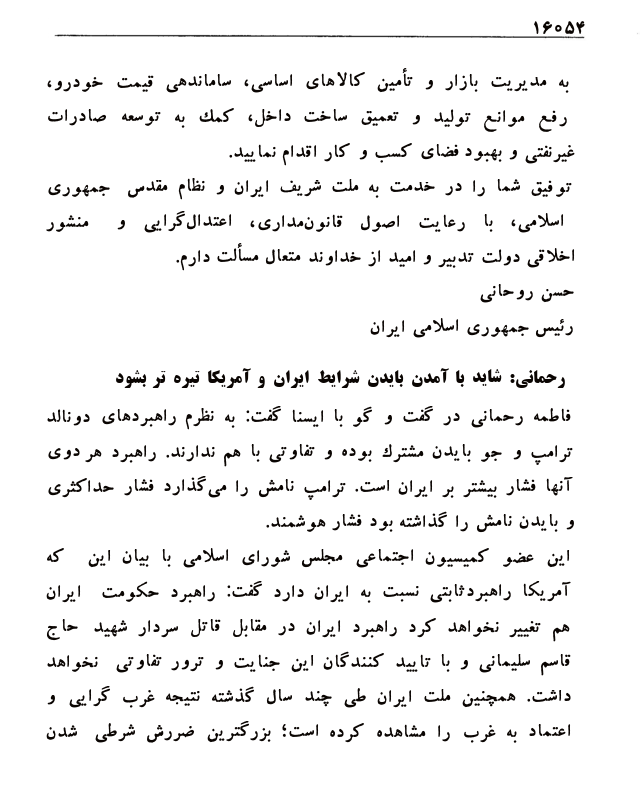 ۱۶۰۵۴
به مدیریت بازار و تأمین کالاهای اساسی، ساماندهی قیمت خودرو،
رفع موانع تولید و تعمیق ساخت داخل، کمك به توسعه صادرات
غیرنفتی و بهبود فضای کسب و کار اقدام نمایید.
توفیق شما را در خدمت به ملت شریف ایران و نظام مقدس جمهوری
اسلامی، با رعایت اصول قانون‌مداری، اعتدال‌گرایی و منشور
اخلاقی دولت تدبیر و امید از خداوند متعال مسألت دارم.
حسن روحانی
رئیس جمهوری اسلامی ایران
رحمانی: شاید با آمدن بایدن شرایط ایران و آمریکا تیره تر بشود
فاطمه رحمانی در گفت و گو با ایسنا گفت: به نظرم راهبردهای دونالد
ترامپ و جو بایدن مشترك بوده و تفاوتی با هم ندارند. راهبرد هر دوی
آنها فشار بیشتر بر ایران است. ترامپ نامش را می‌گذارد فشار حداکثری
و بایدن نامش را گذاشته بود فشار هوشمند.
این عضو کمیسیون اجتماعی مجلس شورای اسلامی با بیان این که
آمریکا راهبردثابتی نسبت به ایران دارد گفت: راهبرد حکومت ایران
هم تغییر نخواهد کرد راهبرد ایران در مقابل قاتل سردار شهید حاج
قاسم سلیمانی و با تایید کنندگان این جنایت و ترور تفاوتی نخواهد
داشت. همچنین ملت ایران طی چند سال گذشته نتیجه غرب گرایی و
اعتماد به غرب را مشاهده کرده است؛ بزرگترین ضررش شرطی شدن